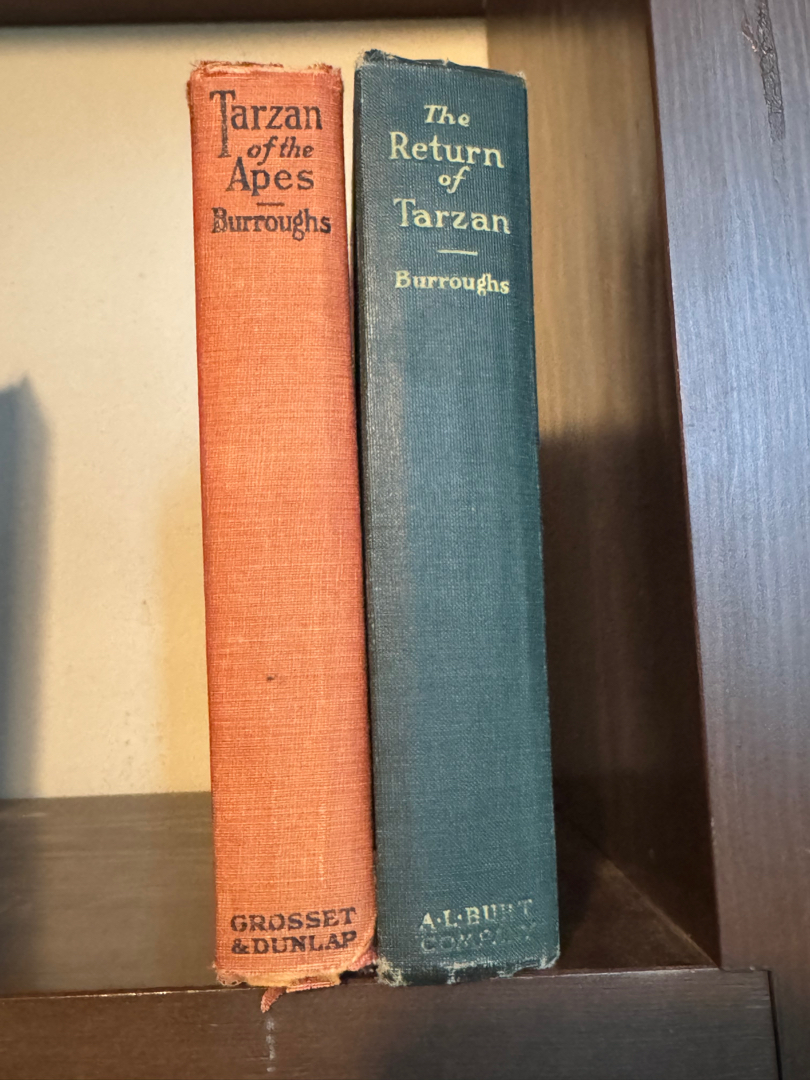 Tarzan
of the
Apes
Burroughs
GROSSET
& DUNLAP
The
Return
of
Tarzan
Burroughs
A·L·BURT
COMPANY